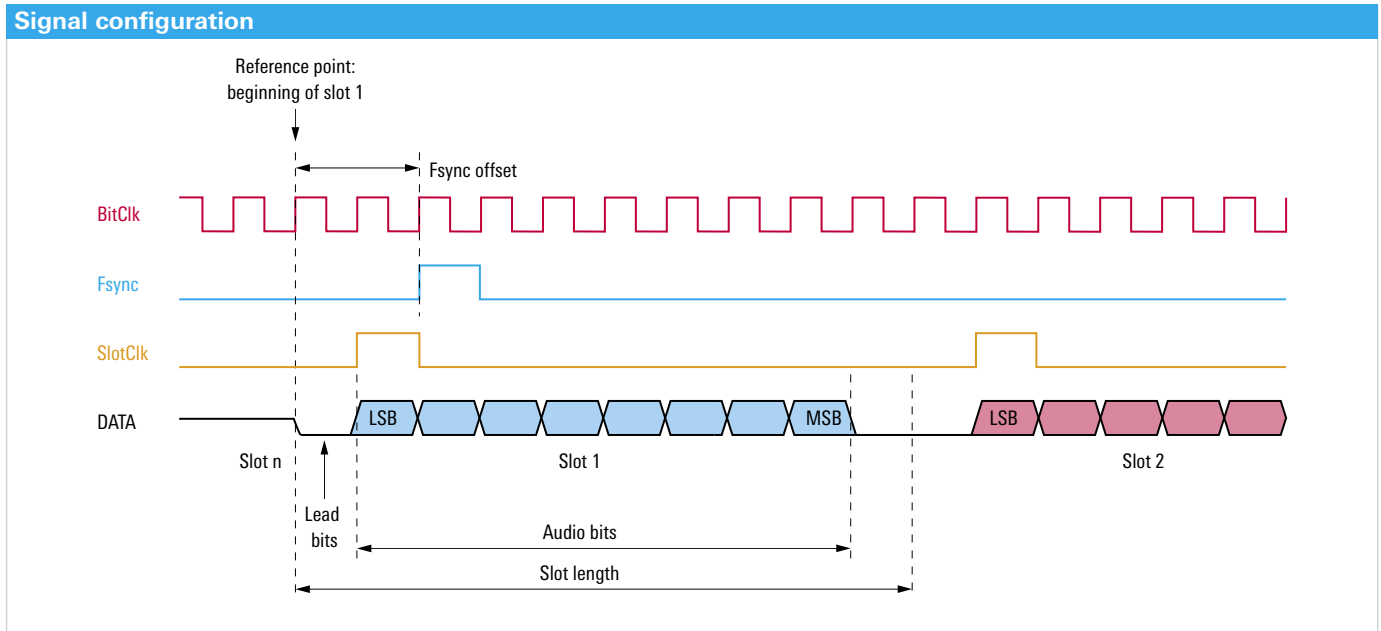 Signal configuration
Reference point:
beginning of slot 1
Fsync offset
BitClk
Fsync
SlotClk
DATA
LSB
MSB
LSB
Slot n
Slot 1
Slot 2
Lead
bits
Audio bits
Slot length